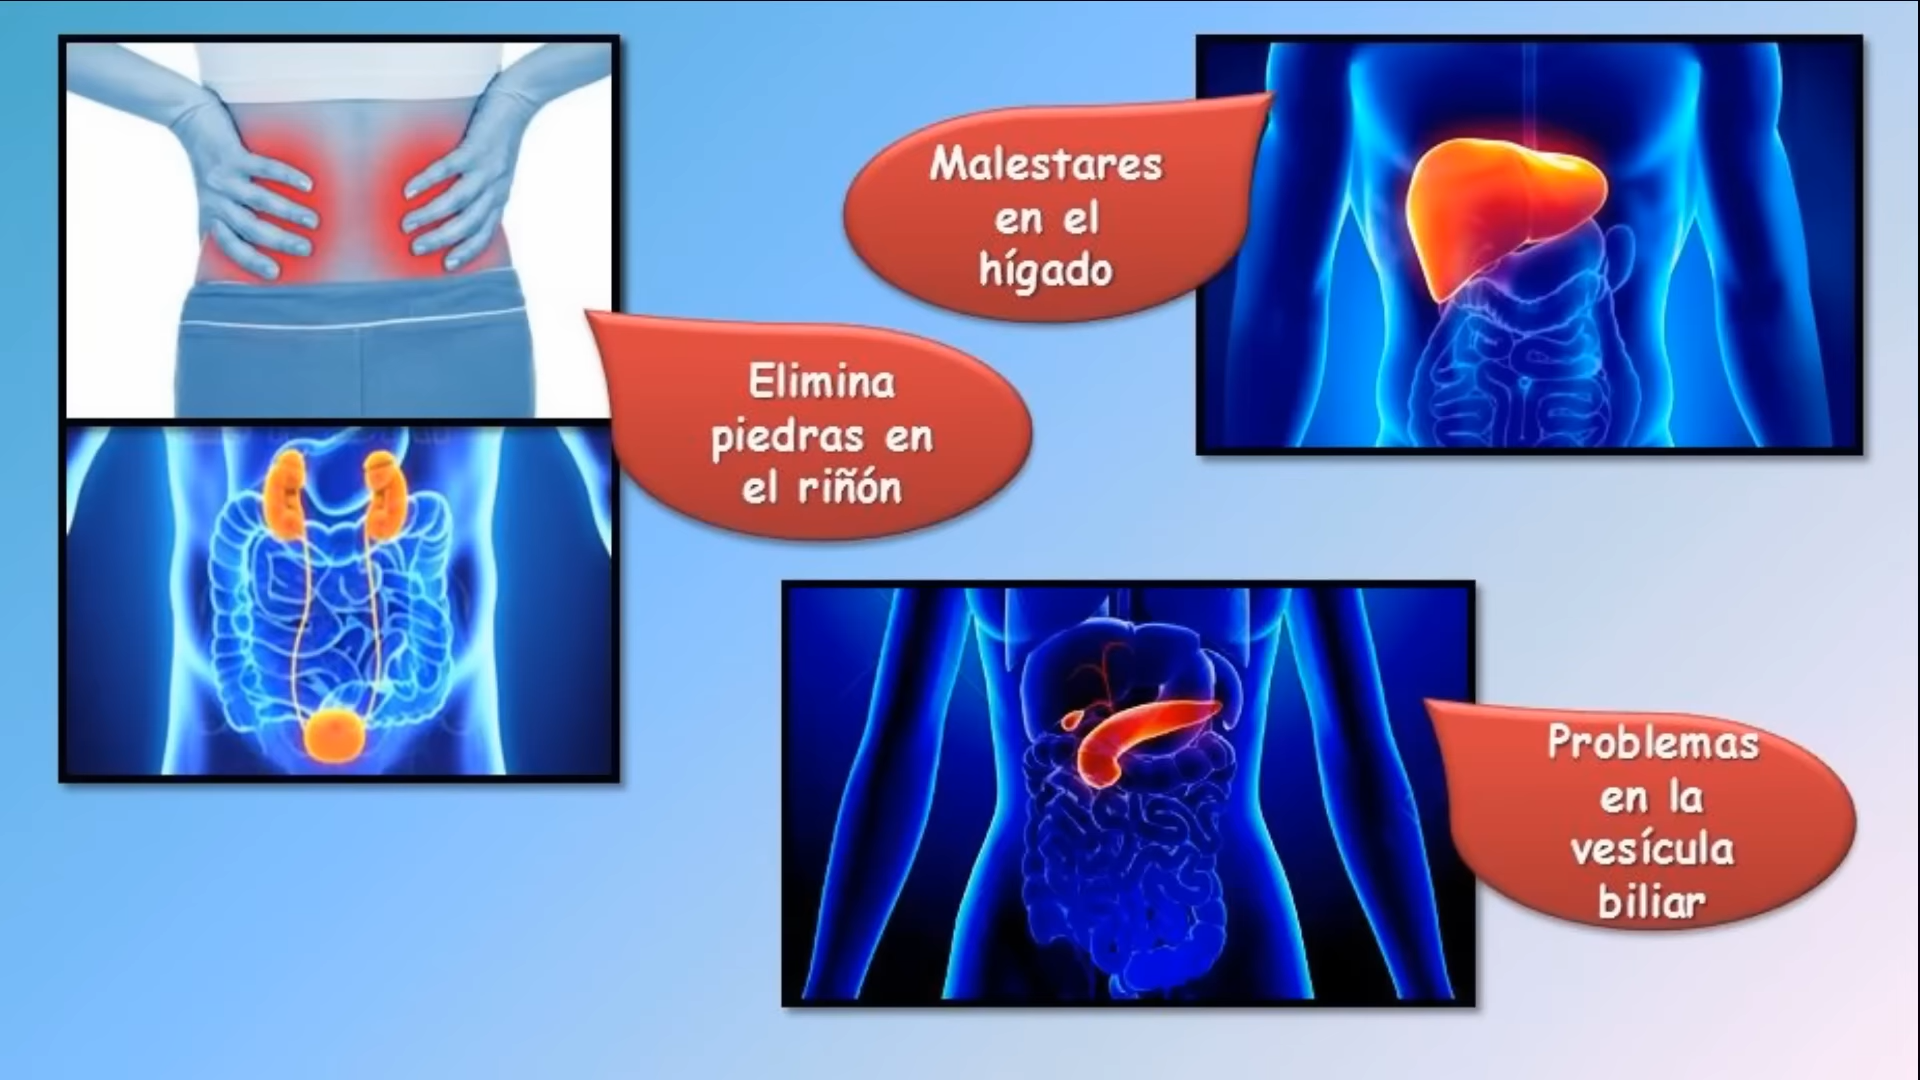 Malestares
en el
hígado
Elimina
piedras en
el riñón
Problemas
en la
vesícula
biliar